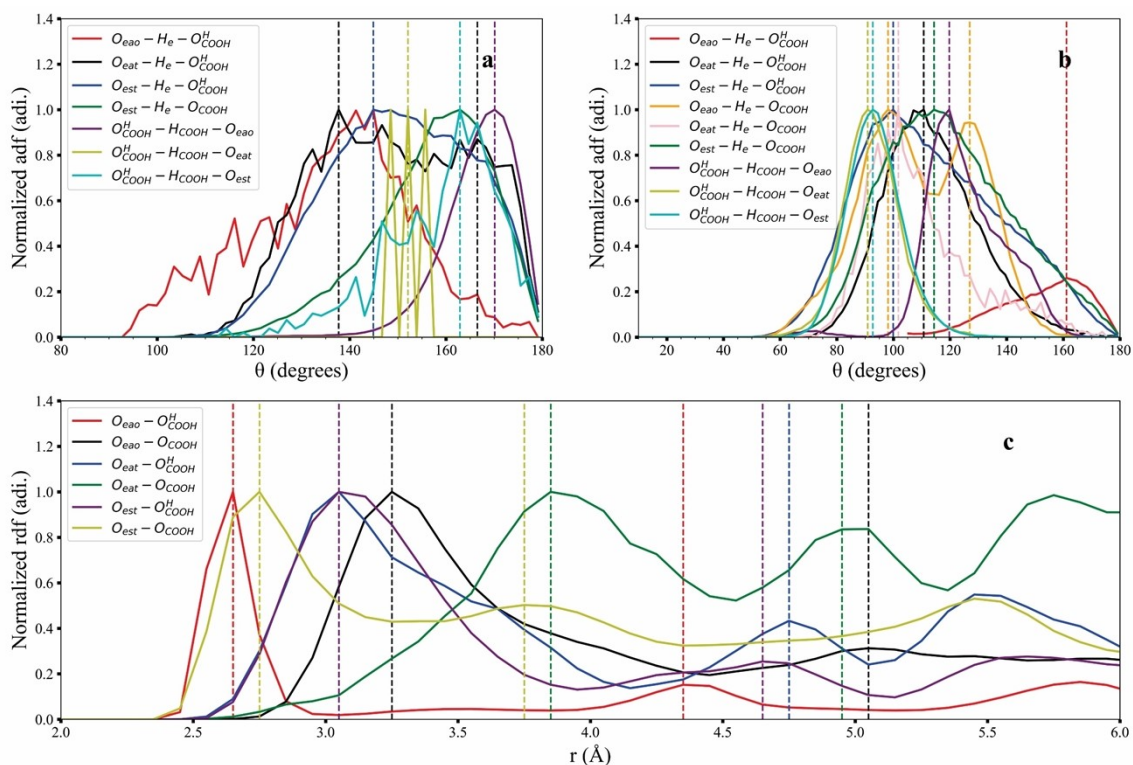 1.4
1.2
1.0
0.8
0.6
0.4
0.2
0.0
Normalized adf (adi.)
O_eao − H_e − O^H_COOH
O_eat − H_e − O^H_COOH
O_est − H_e − O^H_COOH
O_est − H_e − O_COOH
O^H_COOH − H_COOH − O_eao
O^H_COOH − H_COOH − O_eat
O^H_COOH − H_COOH − O_est
a
80 100 120 140 160 180
θ (degrees)
1.4
1.2
1.0
0.8
0.6
0.4
0.2
0.0
Normalized adf (adi.)
O_eao − H_e − O^H_COOH
O_eat − H_e − O^H_COOH
O_est − H_e − O^H_COOH
O_eao − H_e − O_COOH
O_eat − H_e − O_COOH
O_est − H_e − O_COOH
O^H_COOH − H_COOH − O_eao
O^H_COOH − H_COOH − O_eat
O^H_COOH − H_COOH − O_est
b
20 40 60 80 100 120 140 160 180
θ (degrees)
1.4
1.2
1.0
0.8
0.6
0.4
0.2
0.0
Normalized rdf (adi.)
O_eao − O^H_COOH
O_eao − O_COOH
O_eat − O^H_COOH
O_eat − O_COOH
O_est − O^H_COOH
O_est − O_COOH
c
2.0 2.5 3.0 3.5 4.0 4.5 5.0 5.5 6.0
r (Å)